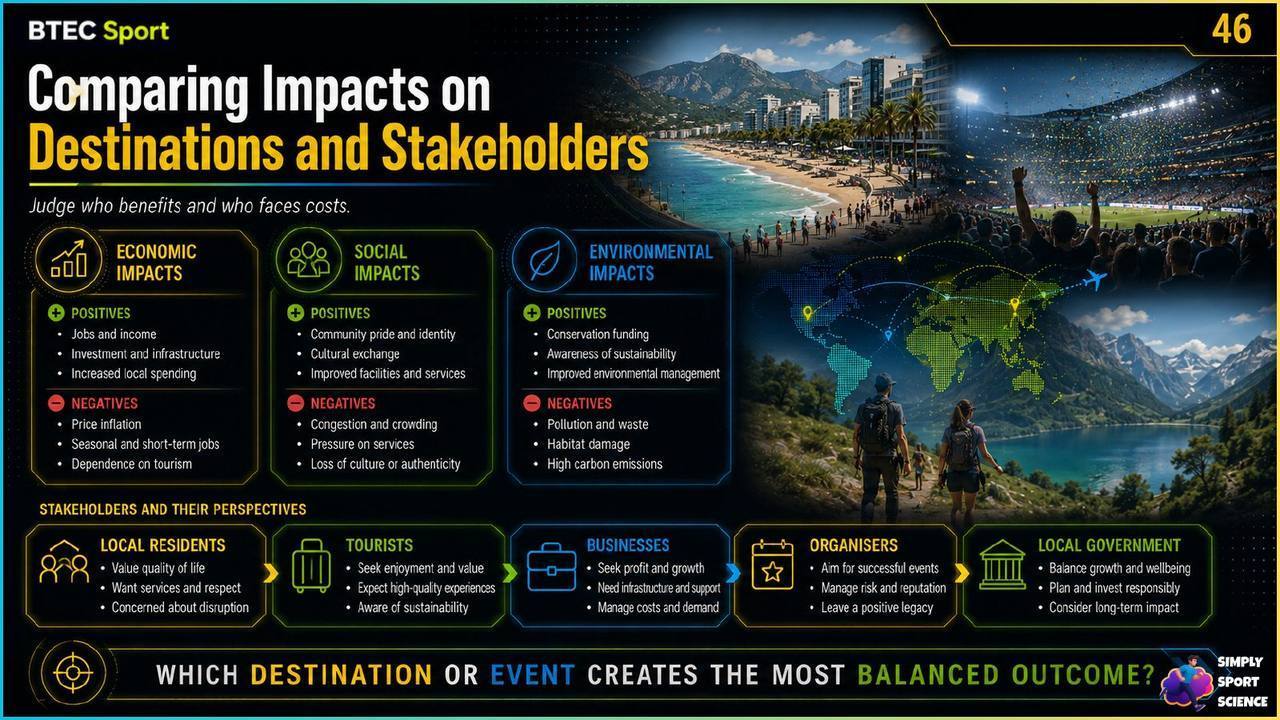 BTEC Sport
46
Comparing Impacts on
Destinations and Stakeholders
Judge who benefits and who faces costs.
ECONOMIC
IMPACTS
POSITIVES
• Jobs and income
• Investment and infrastructure
• Increased local spending
NEGATIVES
• Price inflation
• Seasonal and short-term jobs
• Dependence on tourism
SOCIAL
IMPACTS
POSITIVES
• Community pride and identity
• Cultural exchange
• Improved facilities and services
NEGATIVES
• Congestion and crowding
• Pressure on services
• Loss of culture or authenticity
ENVIRONMENTAL
IMPACTS
POSITIVES
• Conservation funding
• Awareness of sustainability
• Improved environmental management
NEGATIVES
• Pollution and waste
• Habitat damage
• High carbon emissions
STAKEHOLDERS AND THEIR PERSPECTIVES
LOCAL RESIDENTS
• Value quality of life
• Want services and respect
• Concerned about disruption
TOURISTS
• Seek enjoyment and value
• Expect high-quality experiences
• Aware of sustainability
BUSINESSES
• Seek profit and growth
• Need infrastructure and support
• Manage costs and demand
ORGANISERS
• Aim for successful events
• Manage risk and reputation
• Leave a positive legacy
LOCAL GOVERNMENT
• Balance growth and wellbeing
• Plan and invest responsibly
• Consider long-term impact
WHICH DESTINATION OR EVENT CREATES THE MOST BALANCED OUTCOME?
SIMPLY
SPORT
SCIENCE